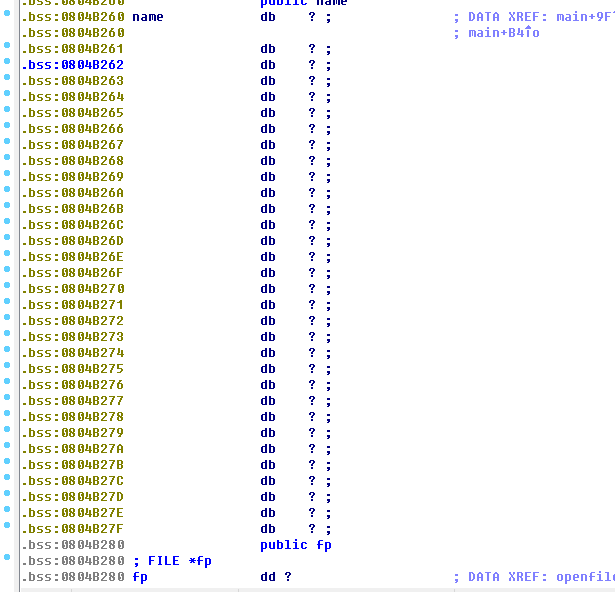 .bss:0804B260 public name
.bss:0804B260 name db ? ; ; DATA XREF: main+9F↑
.bss:0804B260 ; main+B4↑o
.bss:0804B261 db ? ;
.bss:0804B262 db ? ;
.bss:0804B263 db ? ;
.bss:0804B264 db ? ;
.bss:0804B265 db ? ;
.bss:0804B266 db ? ;
.bss:0804B267 db ? ;
.bss:0804B268 db ? ;
.bss:0804B269 db ? ;
.bss:0804B26A db ? ;
.bss:0804B26B db ? ;
.bss:0804B26C db ? ;
.bss:0804B26D db ? ;
.bss:0804B26E db ? ;
.bss:0804B26F db ? ;
.bss:0804B270 db ? ;
.bss:0804B271 db ? ;
.bss:0804B272 db ? ;
.bss:0804B273 db ? ;
.bss:0804B274 db ? ;
.bss:0804B275 db ? ;
.bss:0804B276 db ? ;
.bss:0804B277 db ? ;
.bss:0804B278 db ? ;
.bss:0804B279 db ? ;
.bss:0804B27A db ? ;
.bss:0804B27B db ? ;
.bss:0804B27C db ? ;
.bss:0804B27D db ? ;
.bss:0804B27E db ? ;
.bss:0804B27F db ? ;
.bss:0804B280 public fp
.bss:0804B280 ; FILE *fp
.bss:0804B280 fp dd ? ; DATA XREF: openfile